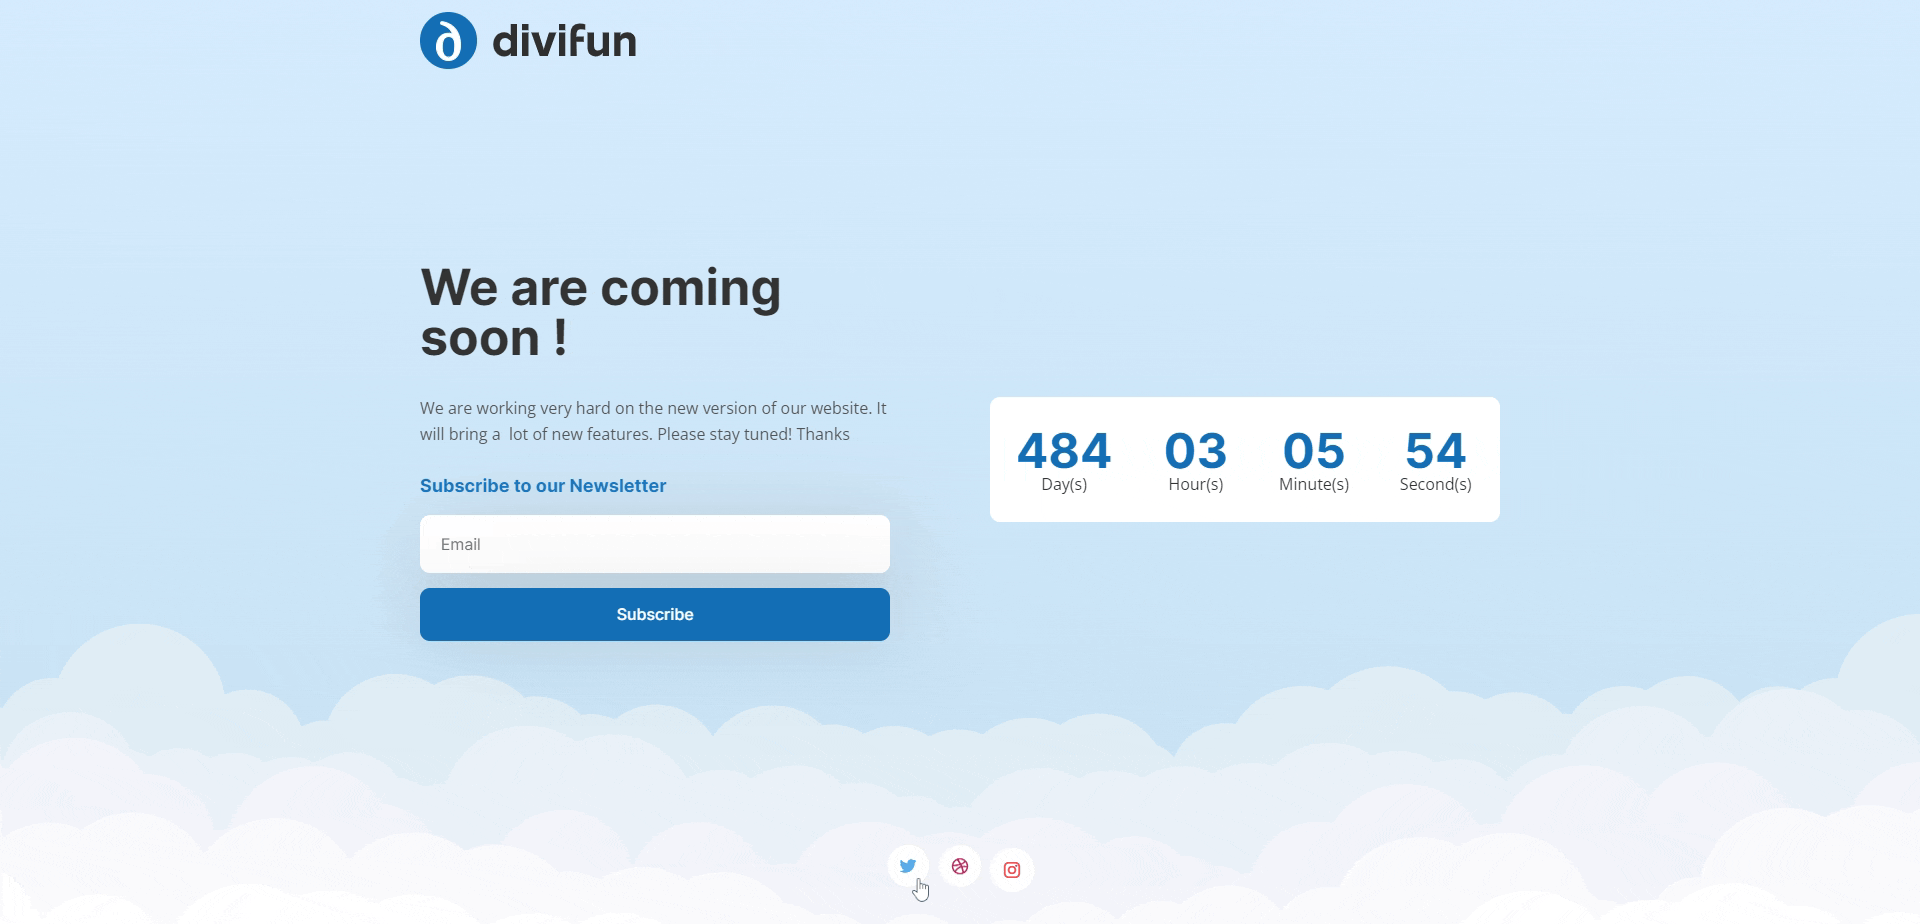 divifun
We are coming
soon !
We are working very hard on the new version of our website. It
will bring a  lot of new features. Please stay tuned! Thanks
Subscribe to our Newsletter
Email
Subscribe
484 03 05 54
Day(s) Hour(s) Minute(s) Second(s)